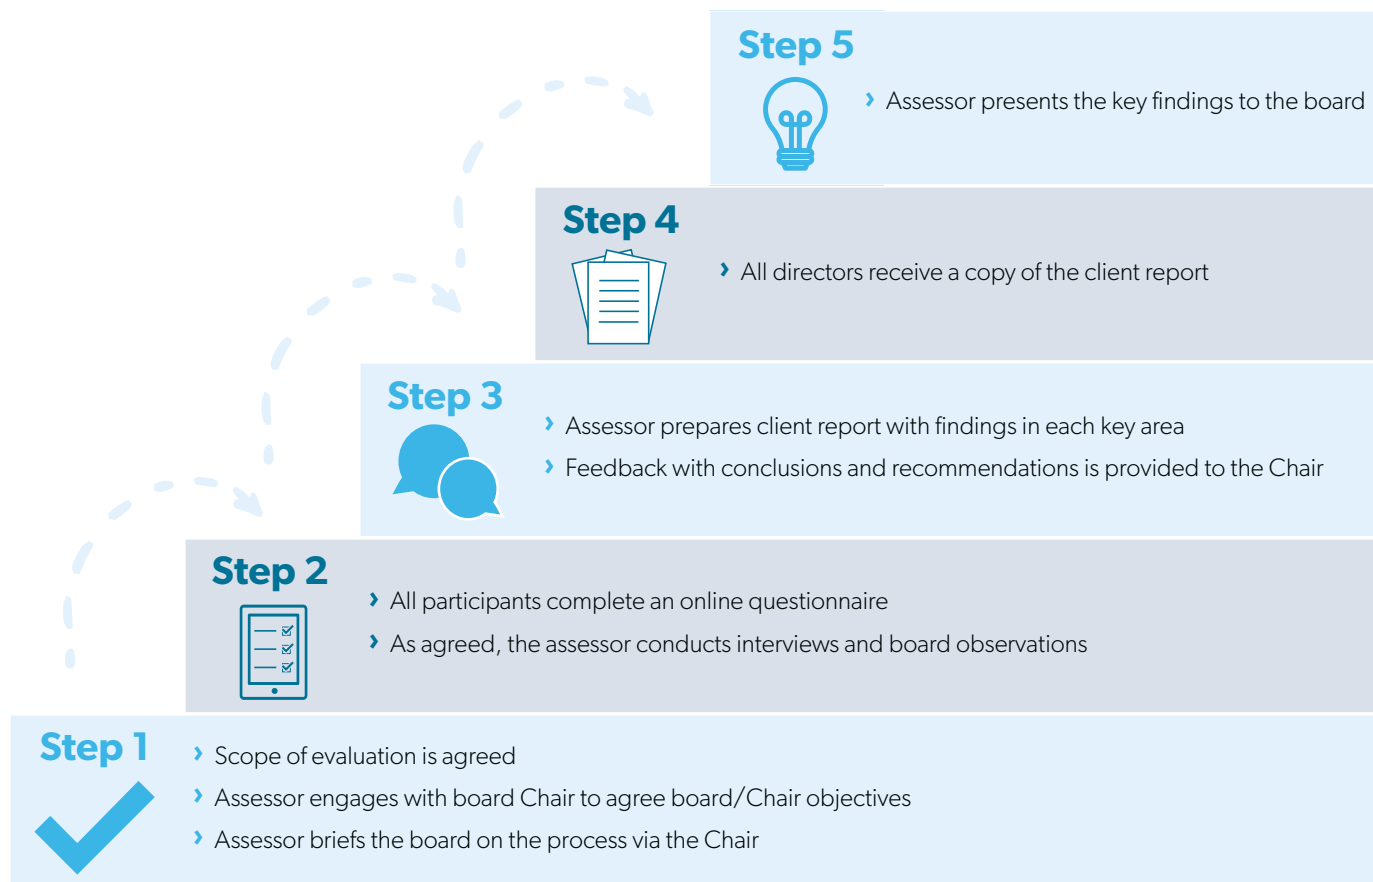 Step 5
› Assessor presents the key findings to the board
Step 4
› All directors receive a copy of the client report
Step 3
› Assessor prepares client report with findings in each key area
› Feedback with conclusions and recommendations is provided to the Chair
Step 2
› All participants complete an online questionnaire
› As agreed, the assessor conducts interviews and board observations
Step 1
› Scope of evaluation is agreed
› Assessor engages with board Chair to agree board/Chair objectives
› Assessor briefs the board on the process via the Chair